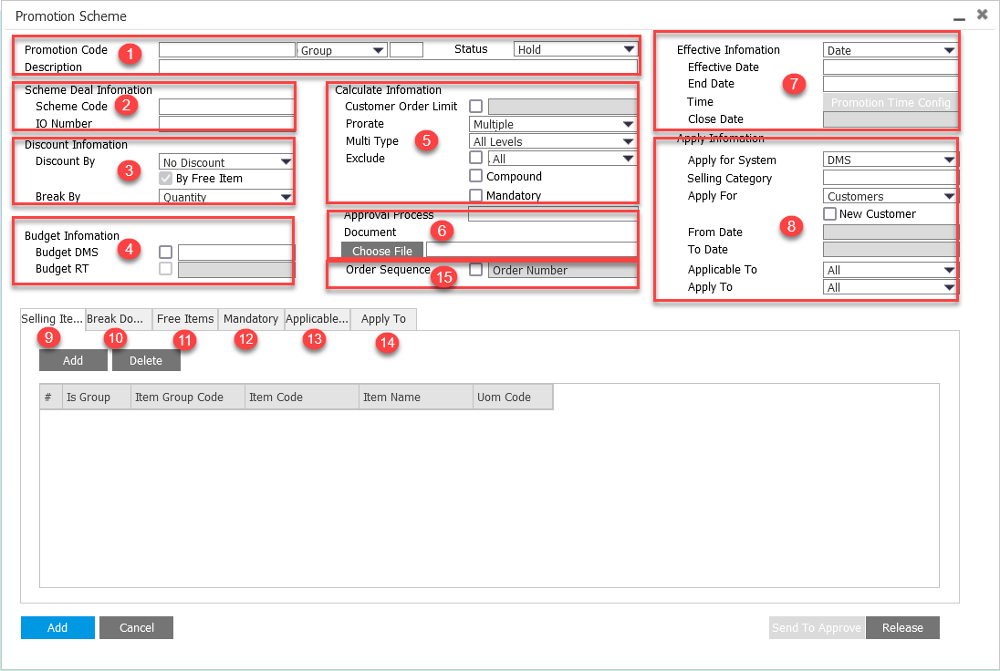 Promotion Scheme
Promotion Code
1
Group
Status
Hold
Description
Scheme Deal Infomation
Scheme Code
2
IO Number
Discount Infomation
Discount By
No Discount
3
By Free Item
Break By
Quantity
Budget Infomation
4
Budget DMS
Budget RT
Calculate Infomation
Customer Order Limit
Prorate
Multiple
Multi Type
5
All Levels
Exclude
All
Compound
Mandatory
Approval Process
Document
6
Choose File
Order Sequence
15
Order Number
Effective Infomation
Date
Effective Date
End Date
7
Time
Promotion Time Config
Close Date
Apply Infomation
Apply for System
DMS
Selling Category
Apply For
Customers
New Customer
8
From Date
To Date
Applicable To
All
Apply To
All
Selling Ite... Break Do... Free Items Mandatory Applicable... Apply To
9 10 11 12 13 14
Add Delete
# Is Group Item Group Code Item Code Item Name Uom Code
Add Cancel Send To Approve Release